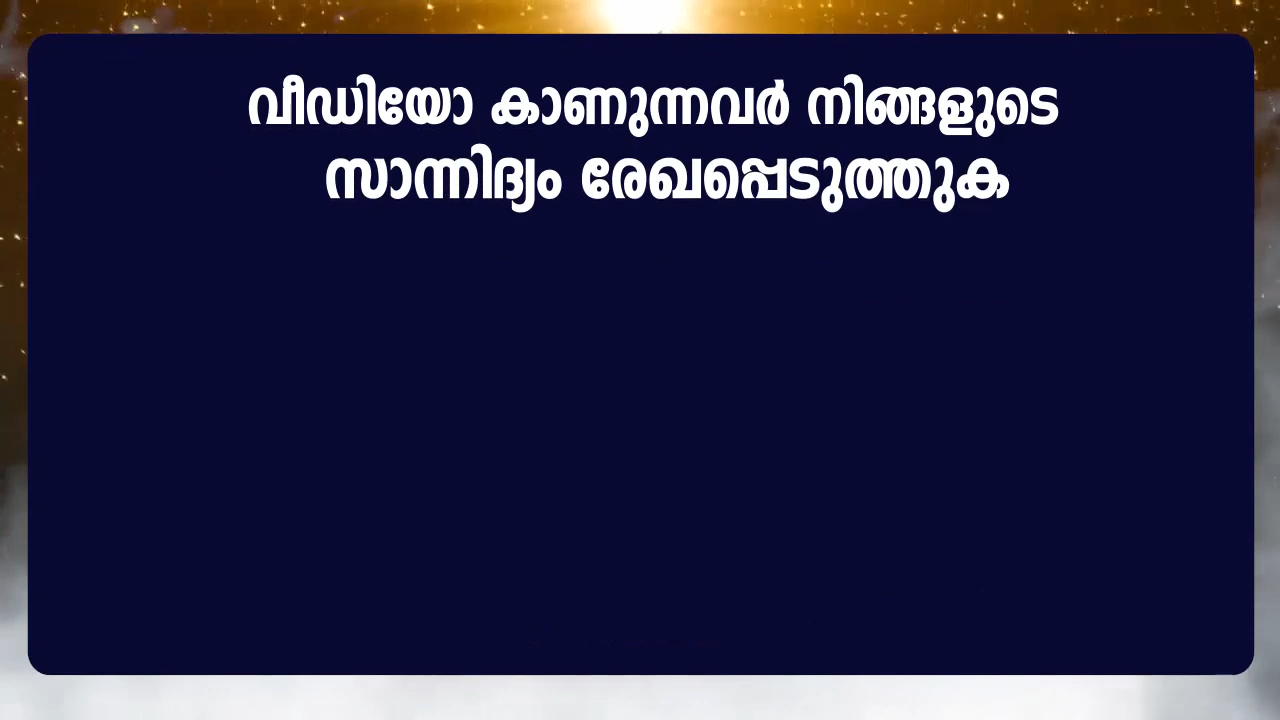 വീഡിയോ കാണുന്നവർ നിങ്ങളുടെ
സാന്നിദ്യം രേഖപ്പെടുത്തുക